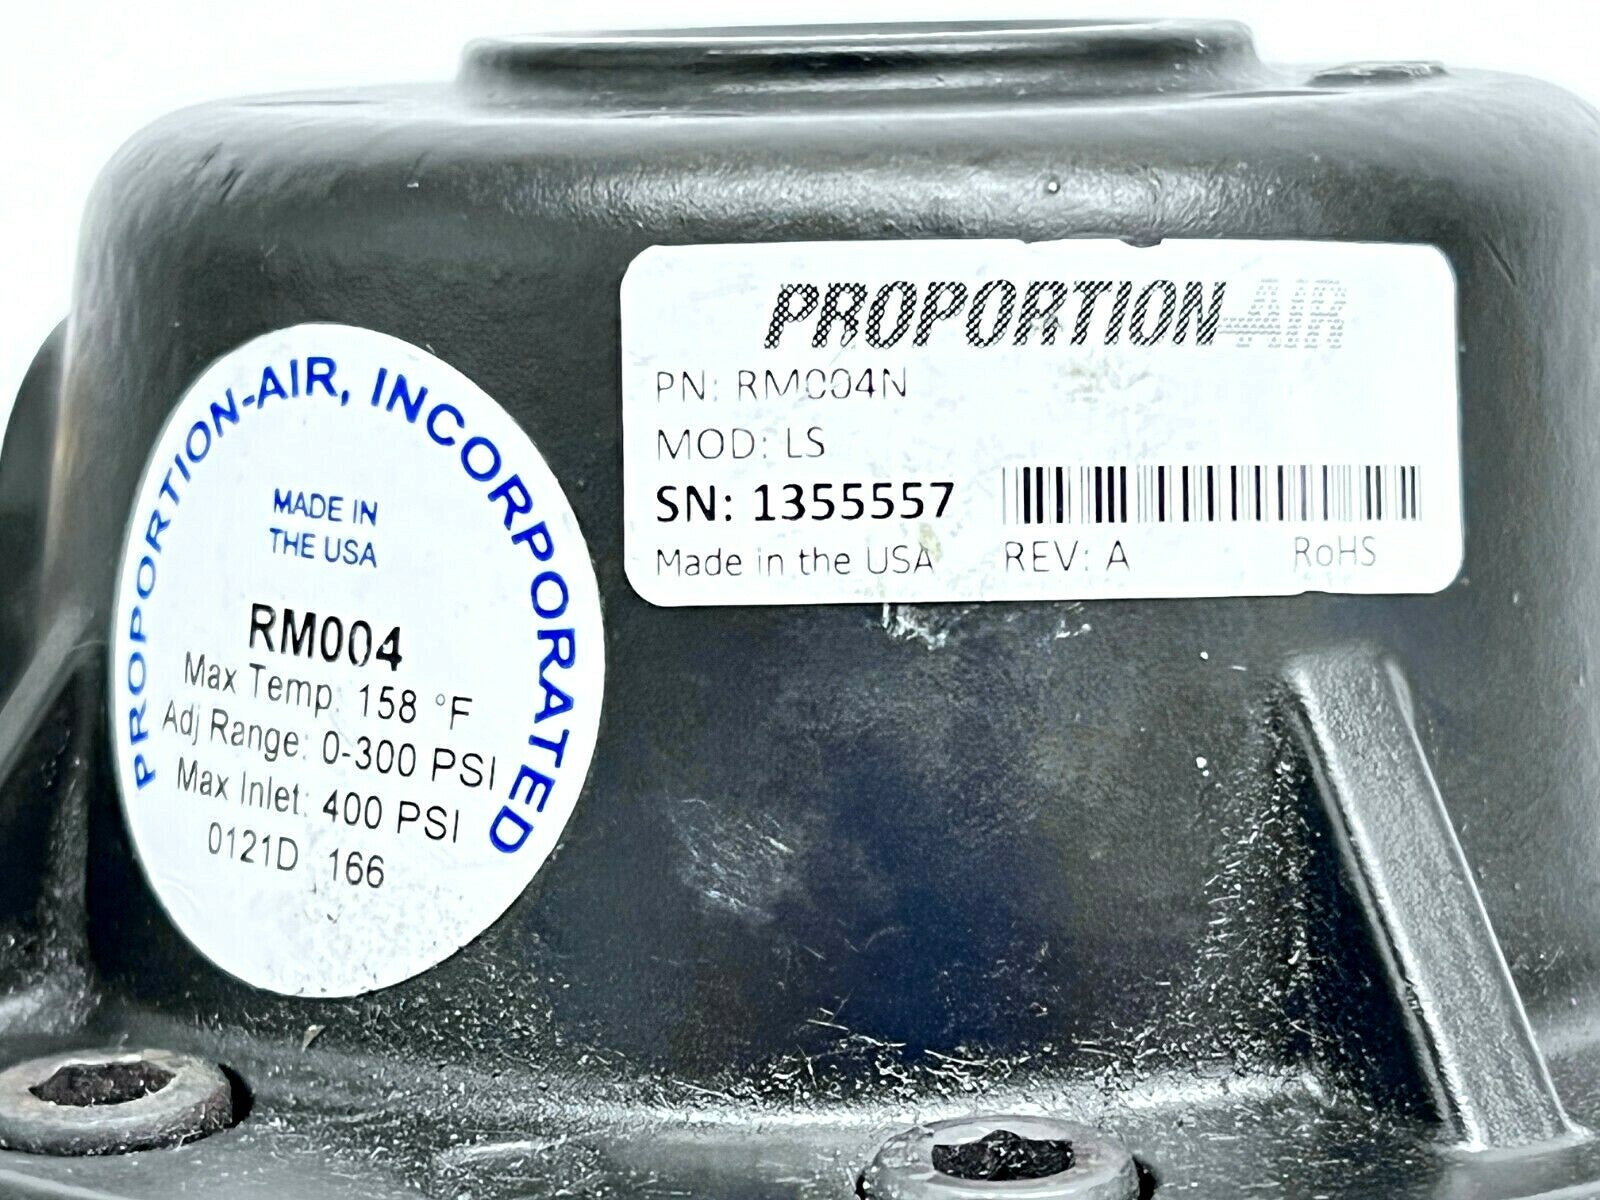 PROPORTION-AIR, INCORPORATED
MADE IN
THE USA
RM004
Max Temp: 158 °F
Adj Range: 0-300 PSI
Max Inlet: 400 PSI
0121D 166
PROPORTION-AIR
PN: RM004N
MOD: LS
SN: 1355557
Made in the USA REV: A RoHS